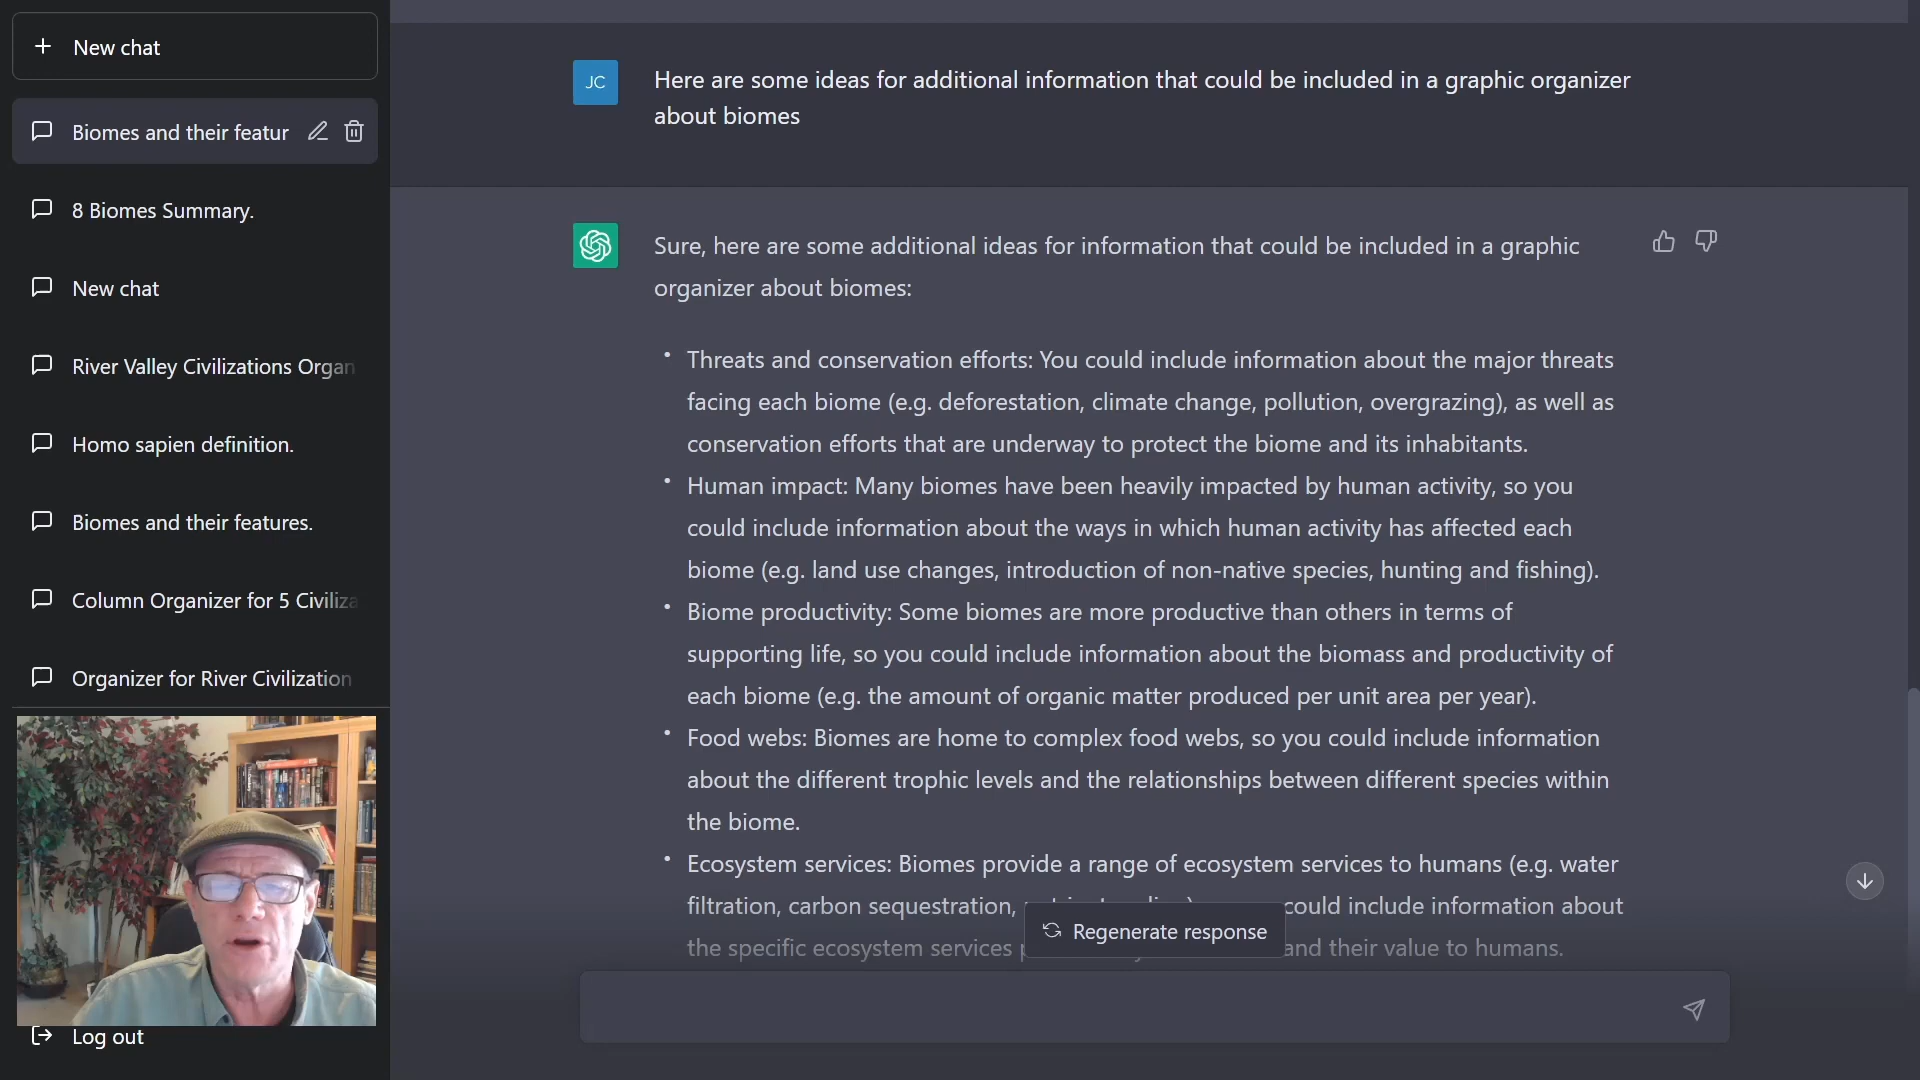 New chat
Biomes and their featur
8 Biomes Summary.
New chat
River Valley Civilizations Organ
Homo sapien definition.
Biomes and their features.
Column Organizer for 5 Civiliza
Organizer for River Civilization
Log out
JC
Here are some ideas for additional information that could be included in a graphic organizer
about biomes
Sure, here are some additional ideas for information that could be included in a graphic
organizer about biomes:
• Threats and conservation efforts: You could include information about the major threats
facing each biome (e.g. deforestation, climate change, pollution, overgrazing), as well as
conservation efforts that are underway to protect the biome and its inhabitants.
• Human impact: Many biomes have been heavily impacted by human activity, so you
could include information about the ways in which human activity has affected each
biome (e.g. land use changes, introduction of non-native species, hunting and fishing).
• Biome productivity: Some biomes are more productive than others in terms of
supporting life, so you could include information about the biomass and productivity of
each biome (e.g. the amount of organic matter produced per unit area per year).
• Food webs: Biomes are home to complex food webs, so you could include information
about the different trophic levels and the relationships between different species within
the biome.
• Ecosystem services: Biomes provide a range of ecosystem services to humans (e.g. water
filtration, carbon sequestration, could include information about
the specific ecosystem services and their value to humans.
Regenerate response